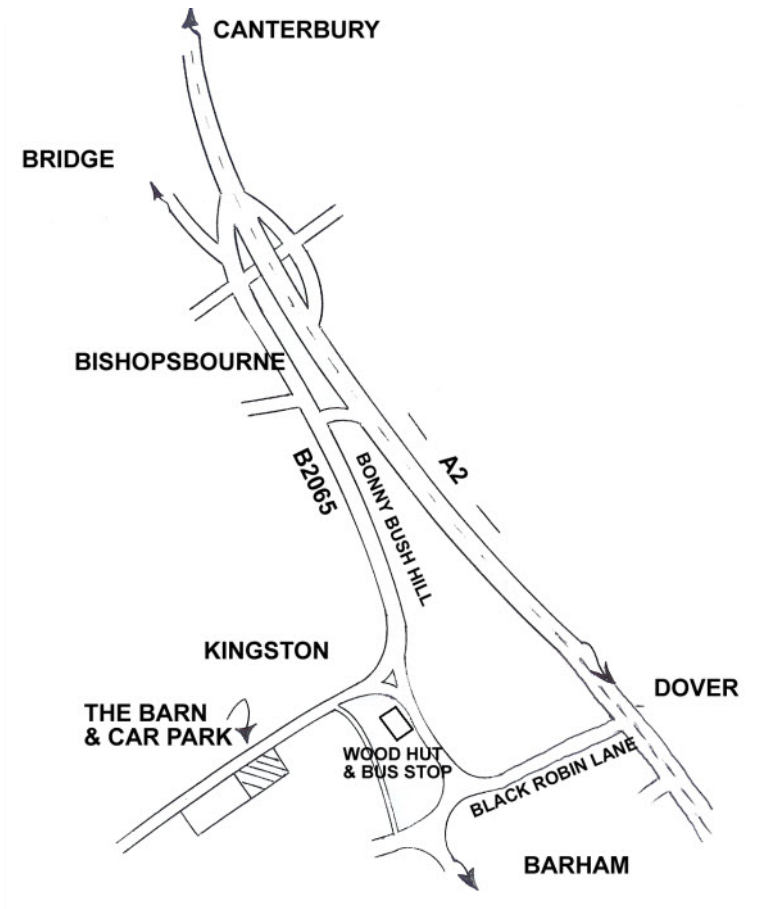 CANTERBURY
BRIDGE
BISHOPSBOURNE
B2065
BONNY BUSH HILL
A2
KINGSTON
DOVER
THE BARN
& CAR PARK
WOOD HUT
& BUS STOP
BLACK ROBIN LANE
BARHAM